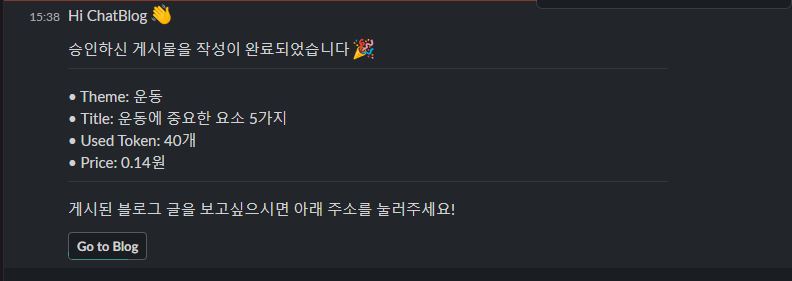 15:38 Hi ChatBlog 👋
승인하신 게시물을 작성이 완료되었습니다 🎉
• Theme: 운동
• Title: 운동에 중요한 요소 5가지
• Used Token: 40개
• Price: 0.14원
게시된 블로그 글을 보고싶으시면 아래 주소를 눌러주세요!
Go to Blog